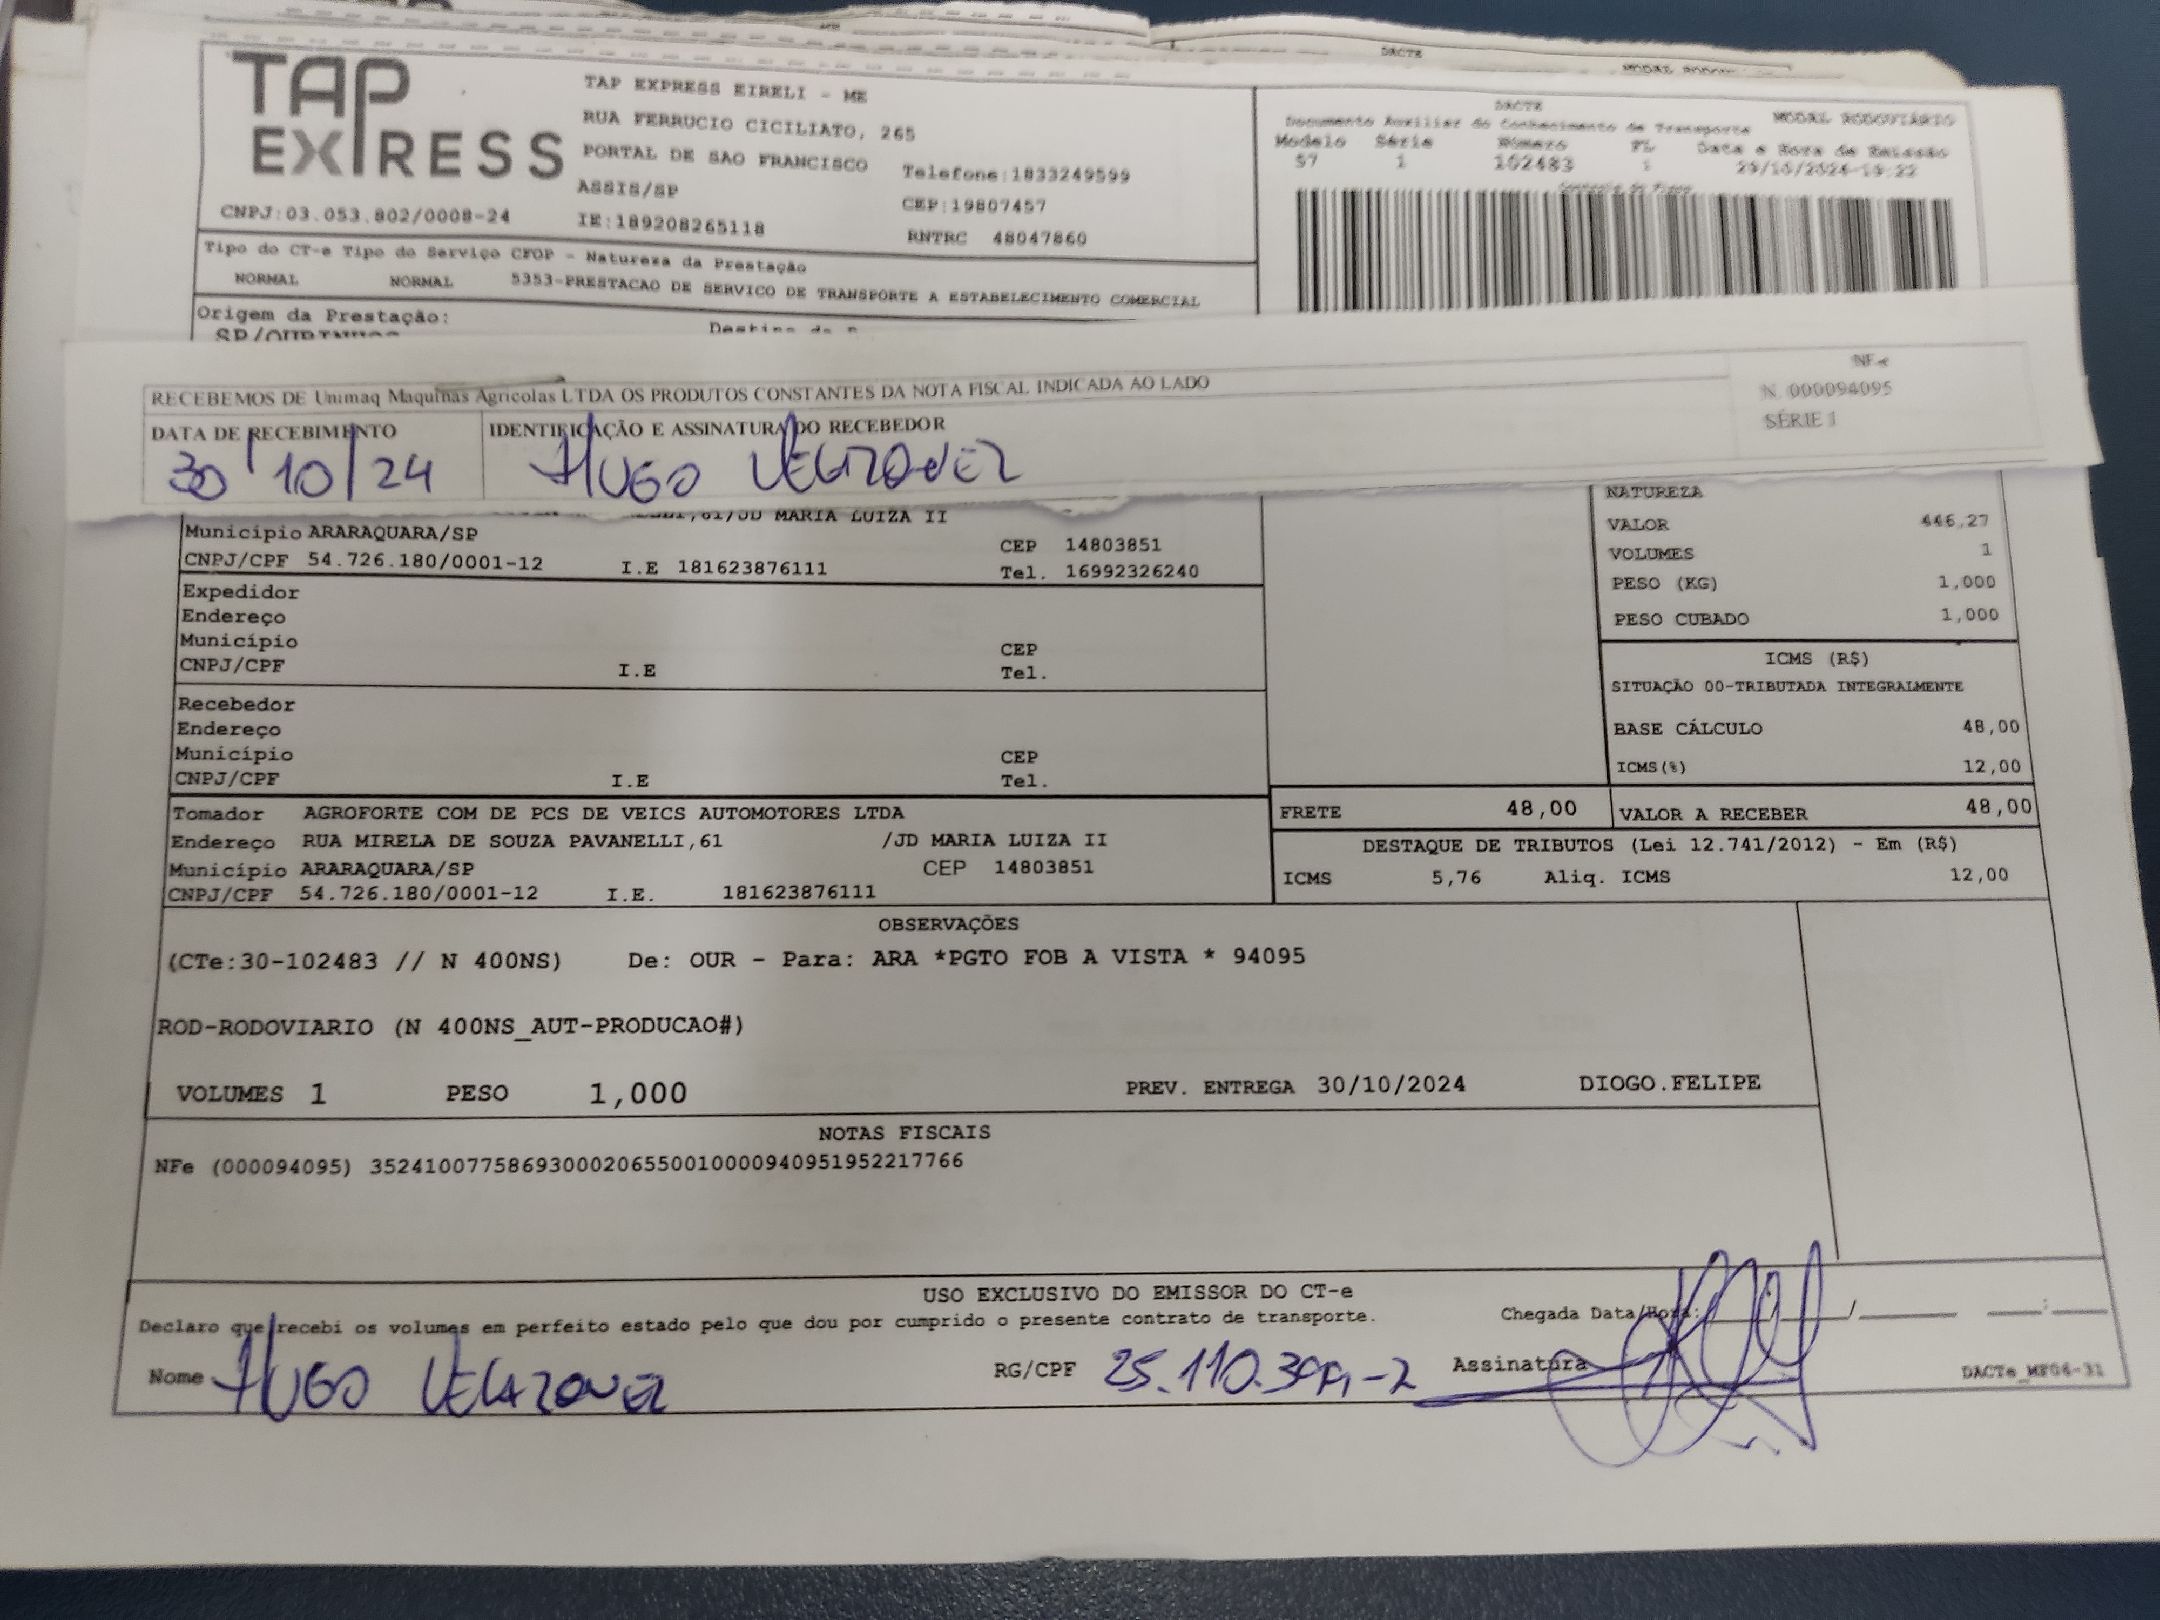 TAP EXPRESS
TAP EXPRESS EIRELI - ME
RUA FERRUCIO CICILIATO, 265
PORTAL DE SAO FRANCISCO
Telefone:1833249599
ASSIS/SP
CEP:19807457
CNPJ:03.053.802/0008-24
IE:189208265118
RNTRC 48047860
DACTE
MODAL RODOVIÁRIO
Documento Auxiliar do Conhecimento de Transporte
Modelo Série Número FL Data e Hora de Emissão
57 1 102483 1
Tipo do CT-e Tipo do Serviço CFOP - Natureza da Prestação
NORMAL NORMAL 5353-PRESTACAO DE SERVICO DE TRANSPORTE A ESTABELECIMENTO COMERCIAL
Origem da Prestação:
RECEBEMOS DE Unimaq Maquinas Agricolas LTDA OS PRODUTOS CONSTANTES DA NOTA FISCAL INDICADA AO LADO
NF-e
N. 000094095
SÉRIE 1
DATA DE RECEBIMENTO
IDENTIFICAÇÃO E ASSINATURA DO RECEBEDOR
30/10/24
HUGO VELAZQUEZ
,61/JD MARIA LUIZA II
Município ARARAQUARA/SP
CEP 14803851
CNPJ/CPF 54.726.180/0001-12 I.E 181623876111
Tel. 16992326240
Expedidor
Endereço
Município
CEP
CNPJ/CPF I.E Tel.
Recebedor
Endereço
Município
CEP
CNPJ/CPF I.E Tel.
NATUREZA
VALOR 446,27
VOLUMES 1
PESO (KG) 1,000
PESO CUBADO 1,000
ICMS (R$)
SITUAÇÃO 00-TRIBUTADA INTEGRALMENTE
BASE CÁLCULO 48,00
ICMS(%) 12,00
Tomador AGROFORTE COM DE PCS DE VEICS AUTOMOTORES LTDA
Endereço RUA MIRELA DE SOUZA PAVANELLI,61 /JD MARIA LUIZA II
Município ARARAQUARA/SP CEP 14803851
CNPJ/CPF 54.726.180/0001-12 I.E. 181623876111
FRETE 48,00 VALOR A RECEBER 48,00
DESTAQUE DE TRIBUTOS (Lei 12.741/2012) - Em (R$)
ICMS 5,76 Aliq. ICMS 12,00
OBSERVAÇÕES
(CTe:30-102483 // N 400NS) De: OUR - Para: ARA *PGTO FOB A VISTA * 94095
ROD-RODOVIARIO (N 400NS_AUT-PRODUCAO#)
VOLUMES 1 PESO 1,000 PREV. ENTREGA 30/10/2024 DIOGO.FELIPE
NOTAS FISCAIS
NFe (000094095) 35241007758693000206550010000940951952217766
USO EXCLUSIVO DO EMISSOR DO CT-e
Declaro que recebi os volumes em perfeito estado pelo que dou por cumprido o presente contrato de transporte.
Chegada Data/Hora:
Nome HUGO VELAZQUEZ
RG/CPF
Assinatura
DACTe_MF06-31